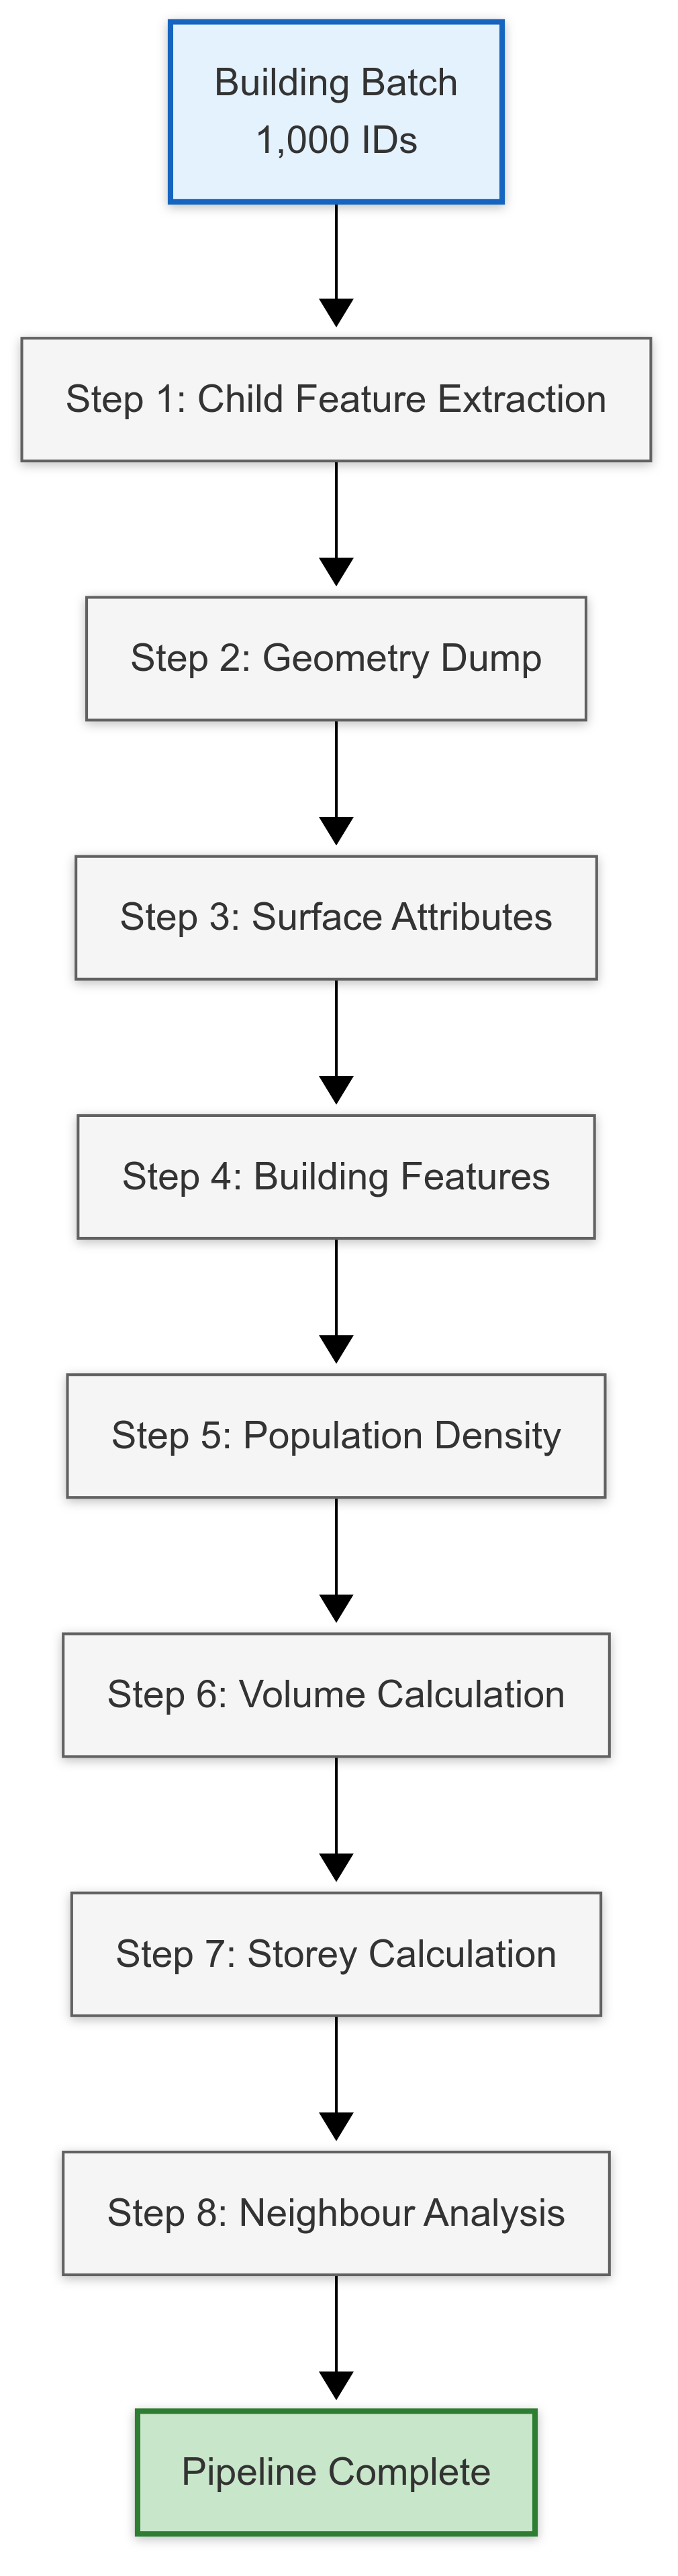 Building Batch
1,000 IDs
Step 1: Child Feature Extraction
Step 2: Geometry Dump
Step 3: Surface Attributes
Step 4: Building Features
Step 5: Population Density
Step 6: Volume Calculation
Step 7: Storey Calculation
Step 8: Neighbour Analysis
Pipeline Complete